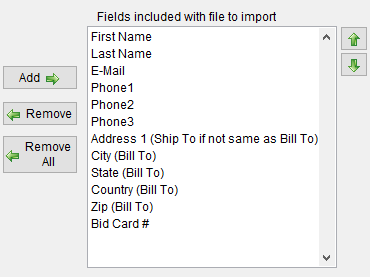 Fields included with file to import
First Name
Last Name
E-Mail
Phone1
Phone2
Phone3
Address 1 (Ship To if not same as Bill To)
City (Bill To)
State (Bill To)
Country (Bill To)
Zip (Bill To)
Bid Card #
Add
Remove
Remove
All